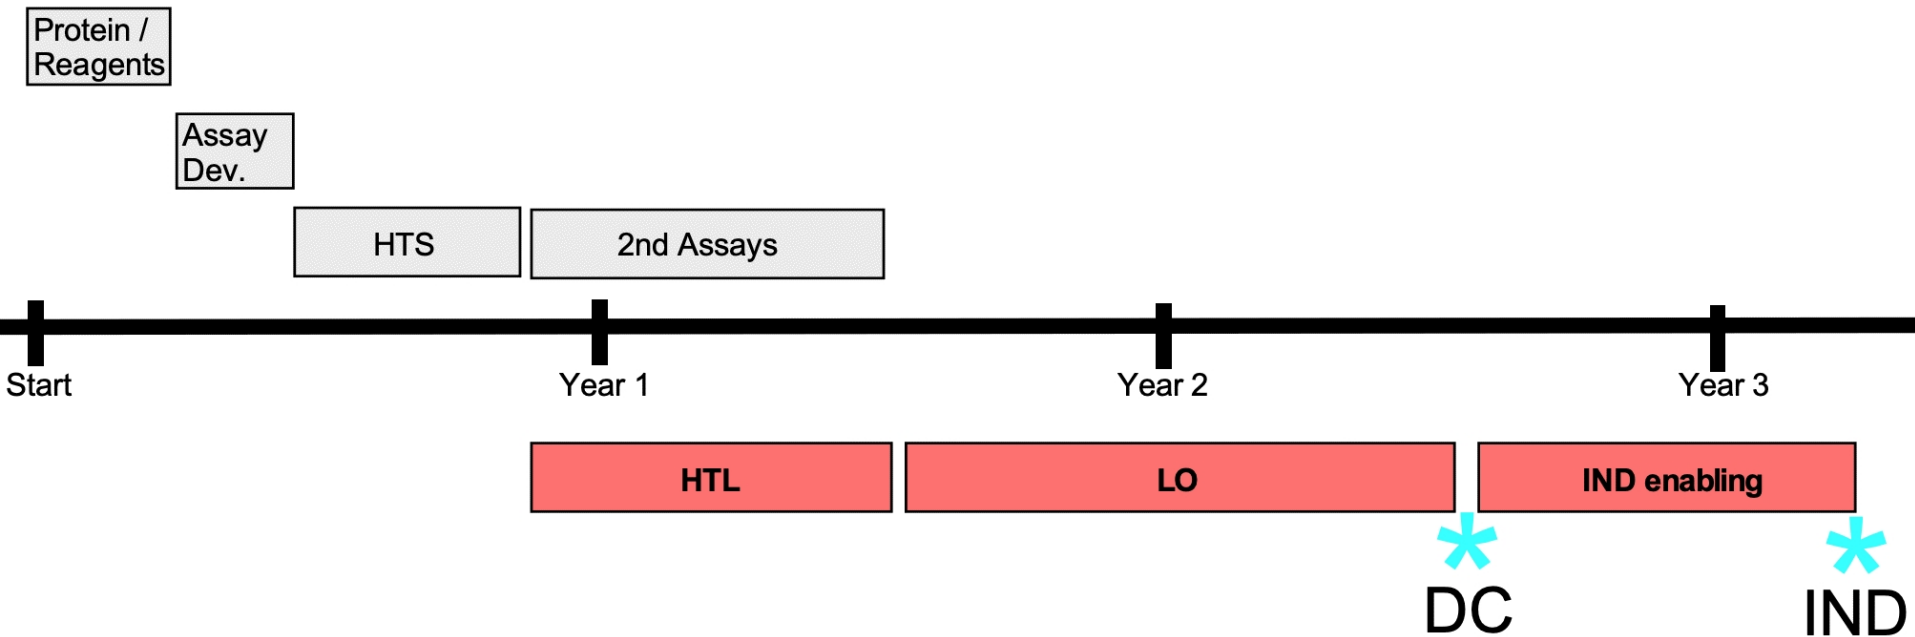 Protein /
Reagents
Assay
Dev.
HTS
2nd Assays
Start
Year 1
Year 2
Year 3
HTL
LO
IND enabling
*
DC
*
IND